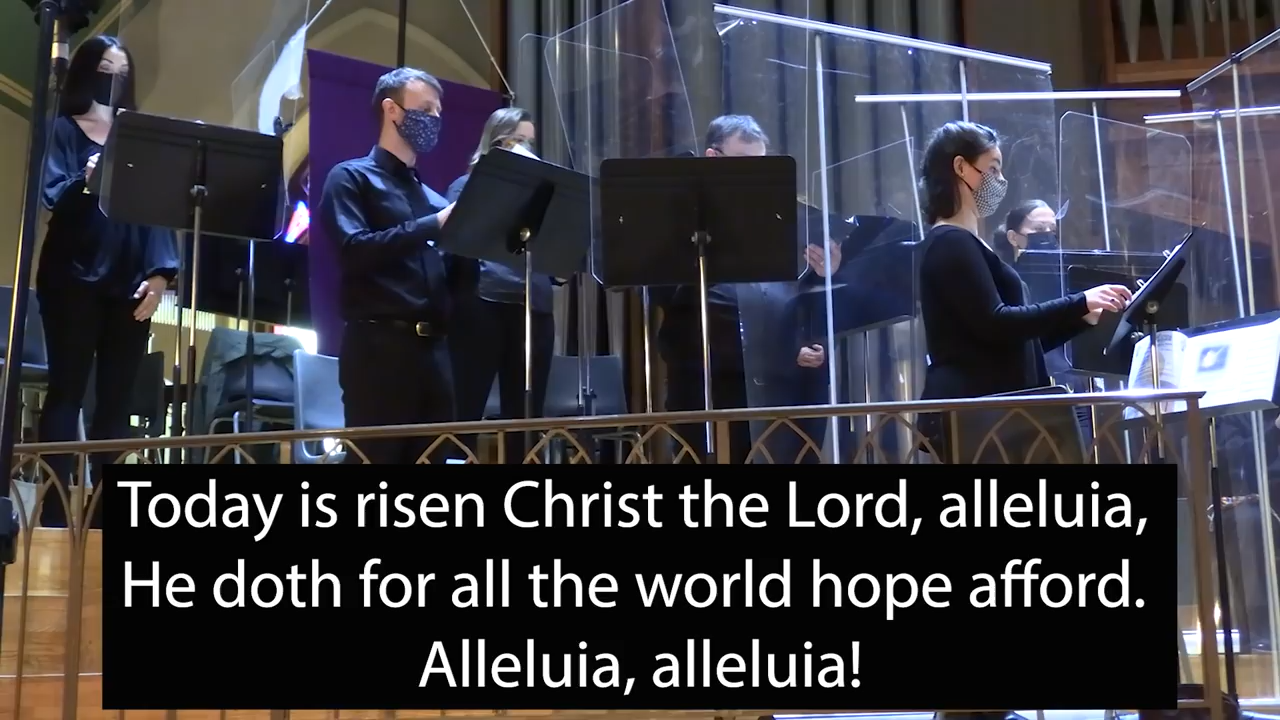 Today is risen Christ the Lord, alleluia,
He doth for all the world hope afford.
Alleluia, alleluia!